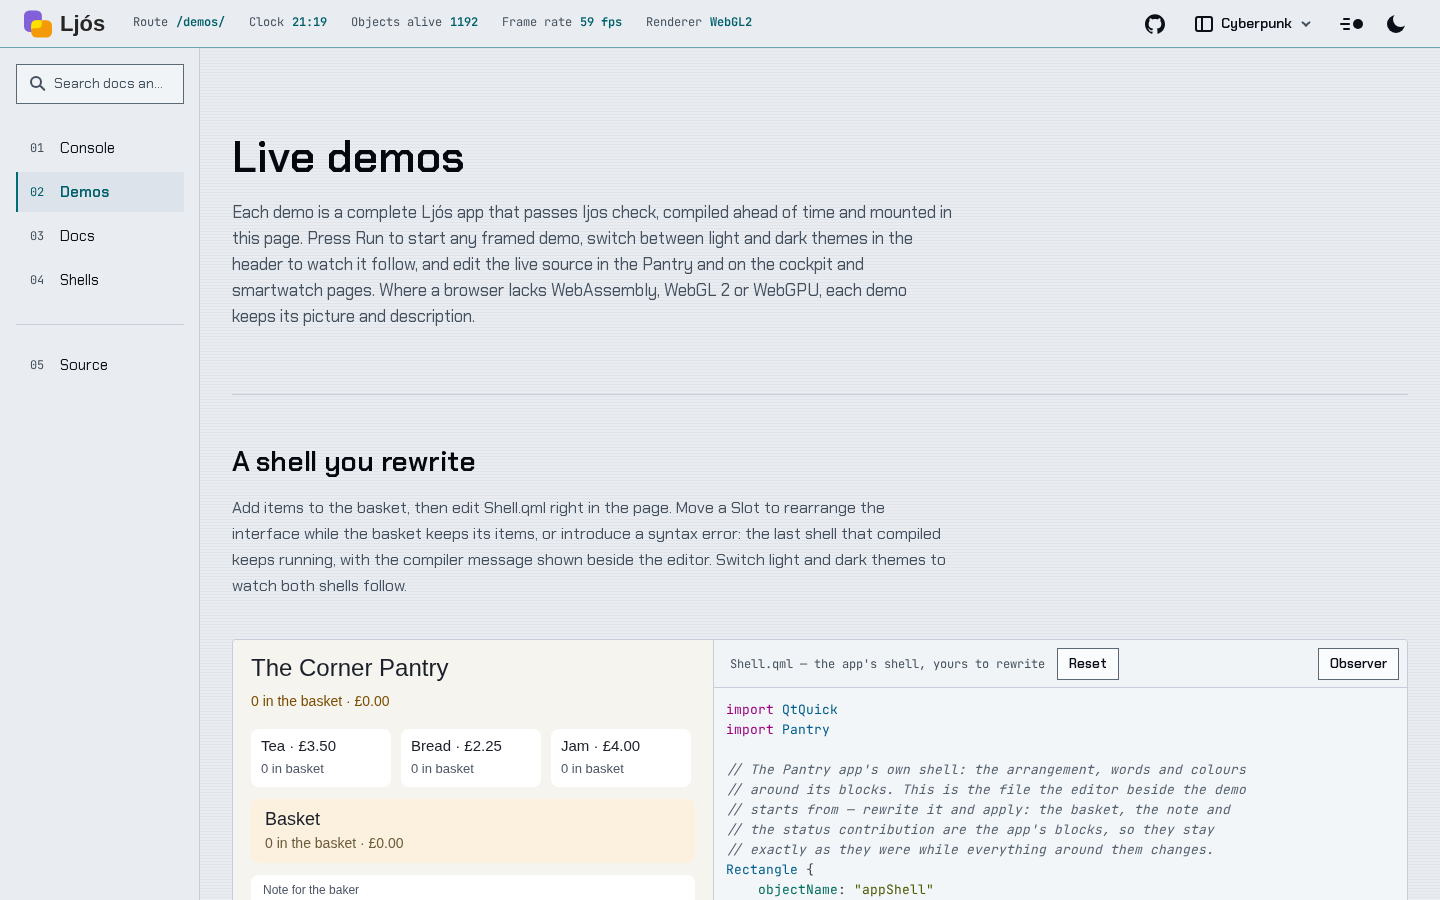 Ljós
Route /demos/ Clock 21:19 Objects alive 1192 Frame rate 59 fps Renderer WebGL2
Cyberpunk
Search docs an...
01 Console
02 Demos
03 Docs
04 Shells
05 Source
Live demos
Each demo is a complete Ljós app that passes ljos check, compiled ahead of time and mounted in
this page. Press Run to start any framed demo, switch between light and dark themes in the
header to watch it follow, and edit the live source in the Pantry and on the cockpit and
smartwatch pages. Where a browser lacks WebAssembly, WebGL 2 or WebGPU, each demo
keeps its picture and description.
A shell you rewrite
Add items to the basket, then edit Shell.qml right in the page. Move a Slot to rearrange the
interface while the basket keeps its items, or introduce a syntax error: the last shell that compiled
keeps running, with the compiler message shown beside the editor. Switch light and dark themes to
watch both shells follow.
The Corner Pantry
0 in the basket · £0.00
Tea · £3.50
0 in basket
Bread · £2.25
0 in basket
Jam · £4.00
0 in basket
Basket
0 in the basket · £0.00
Note for the baker
Shell.qml — the app's shell, yours to rewrite
Reset
Observer
import QtQuick
import Pantry
// The Pantry app's own shell: the arrangement, words and colours
// around its blocks. This is the file the editor beside the demo
// starts from — rewrite it and apply: the basket, the note and
// the status contribution are the app's blocks, so they stay
// exactly as they were while everything around them changes.
Rectangle {
objectName: "appShell"